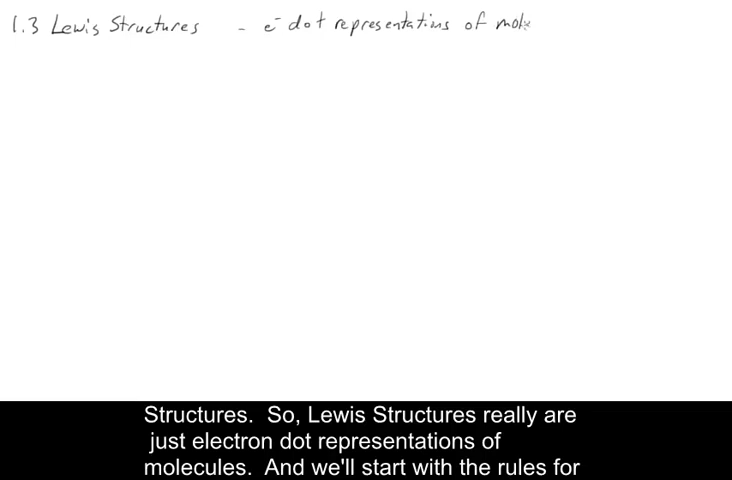 1.3 Lewis Structures - e⁻ dot representations of mole
Structures. So, Lewis Structures really are
just electron dot representations of
molecules. And we'll start with the rules for